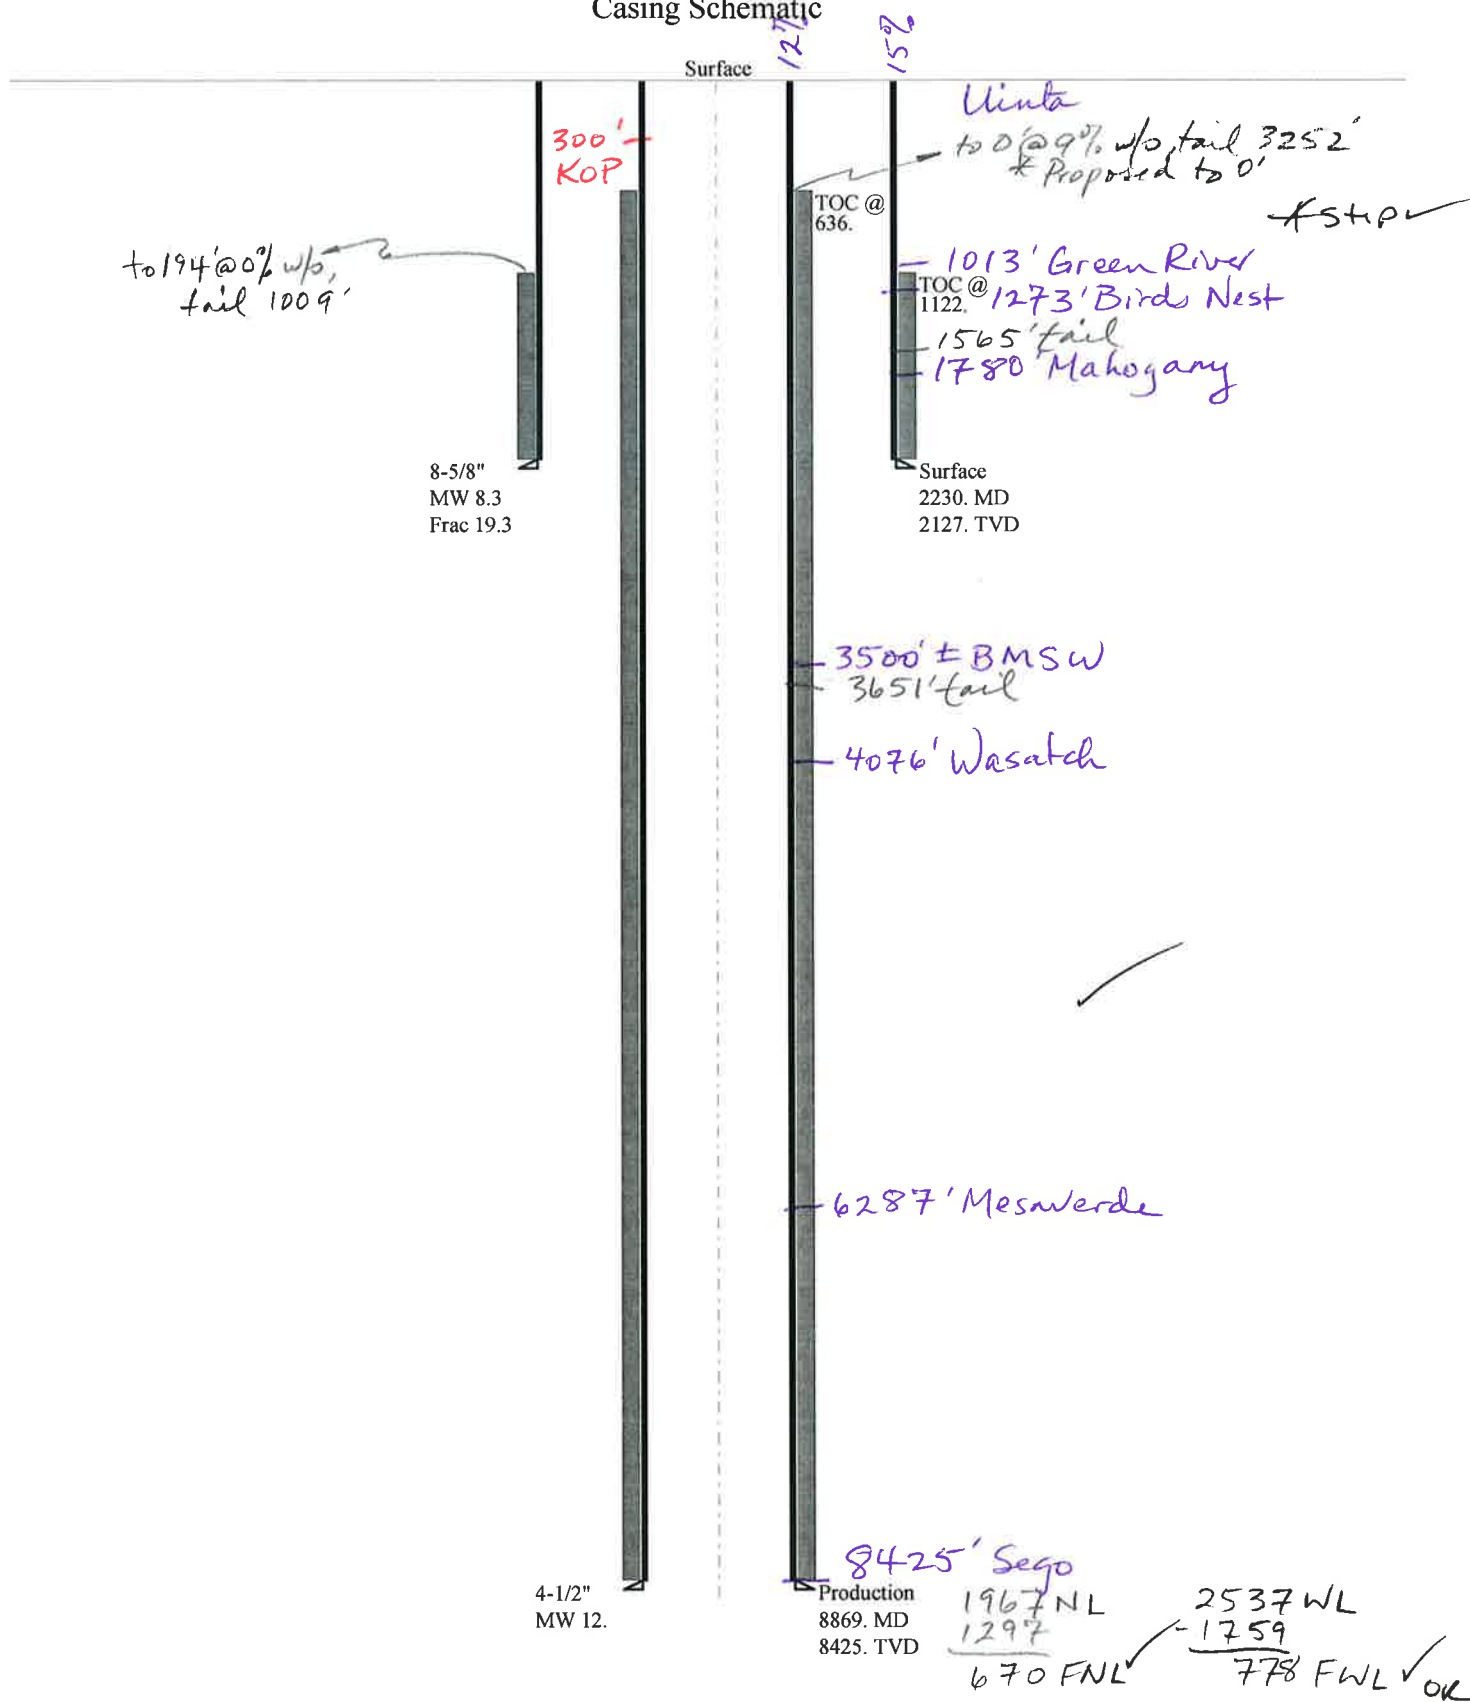 Casing Schematic
12%
15%
Surface
Uinta
300'
KOP
to 0'@9% w/o, tail 3252'
* Proposed to 0'
TOC @
636.
*stip✓
to 194'@0% w/o,
tail 1009'
1013' Green River
TOC @
1122.
1273' Birds Nest
1565' tail
1780' Mahogany
8-5/8"
MW 8.3
Frac 19.3
Surface
2230. MD
2127. TVD
3500' ± BMSW
3651' tail
4076' Wasatch
✓
6287' Mesaverde
8425' Sego
4-1/2"
MW 12.
Production
8869. MD
8425. TVD
1967 NL
1297
670 FNL ✓
2537 WL
-1759
778 FWL ✓ OK